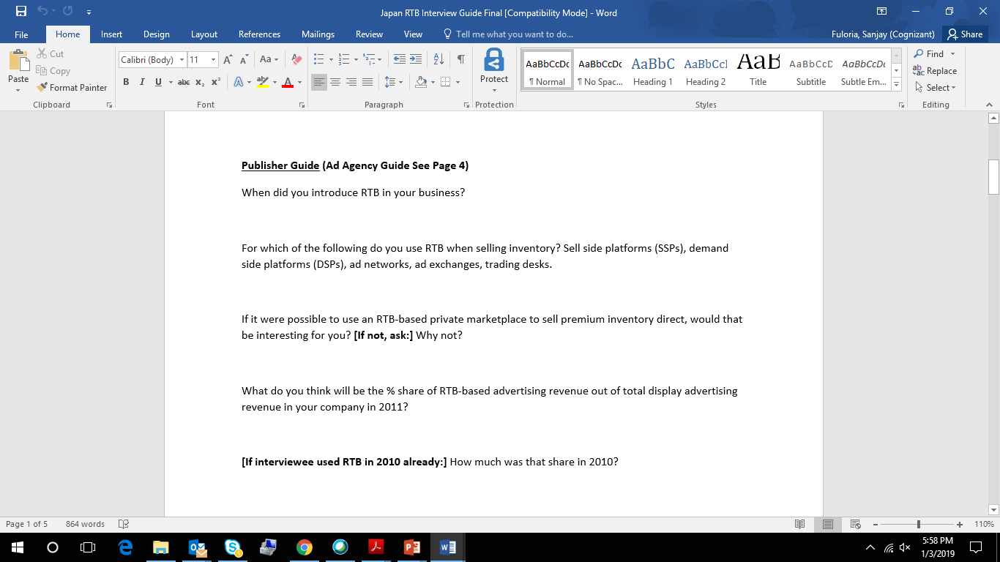 Japan RTB Interview Guide Final [Compatibility Mode] - Word
File Home Insert Design Layout References Mailings Review View Tell me what you want to do... Fuloria, Sanjay (Cognizant) Share
Paste
Cut
Copy
Format Painter
Clipboard
Calibri (Body) 11
Font
Paragraph
Protect
Protection
AaBbCcDc AaBbCcDc AaBbC AaBbCcI AaB AaBbCcD AaBbCcDc
¶ Normal ¶ No Spac... Heading 1 Heading 2 Title Subtitle Subtle Em...
Styles
Find
Replace
Select
Editing
Publisher Guide (Ad Agency Guide See Page 4)
When did you introduce RTB in your business?
For which of the following do you use RTB when selling inventory? Sell side platforms (SSPs), demand
side platforms (DSPs), ad networks, ad exchanges, trading desks.
If it were possible to use an RTB-based private marketplace to sell premium inventory direct, would that
be interesting for you? [If not, ask:] Why not?
What do you think will be the % share of RTB-based advertising revenue out of total display advertising
revenue in your company in 2011?
[If interviewee used RTB in 2010 already:] How much was that share in 2010?
Page 1 of 5 864 words 110%
5:58 PM
1/3/2019